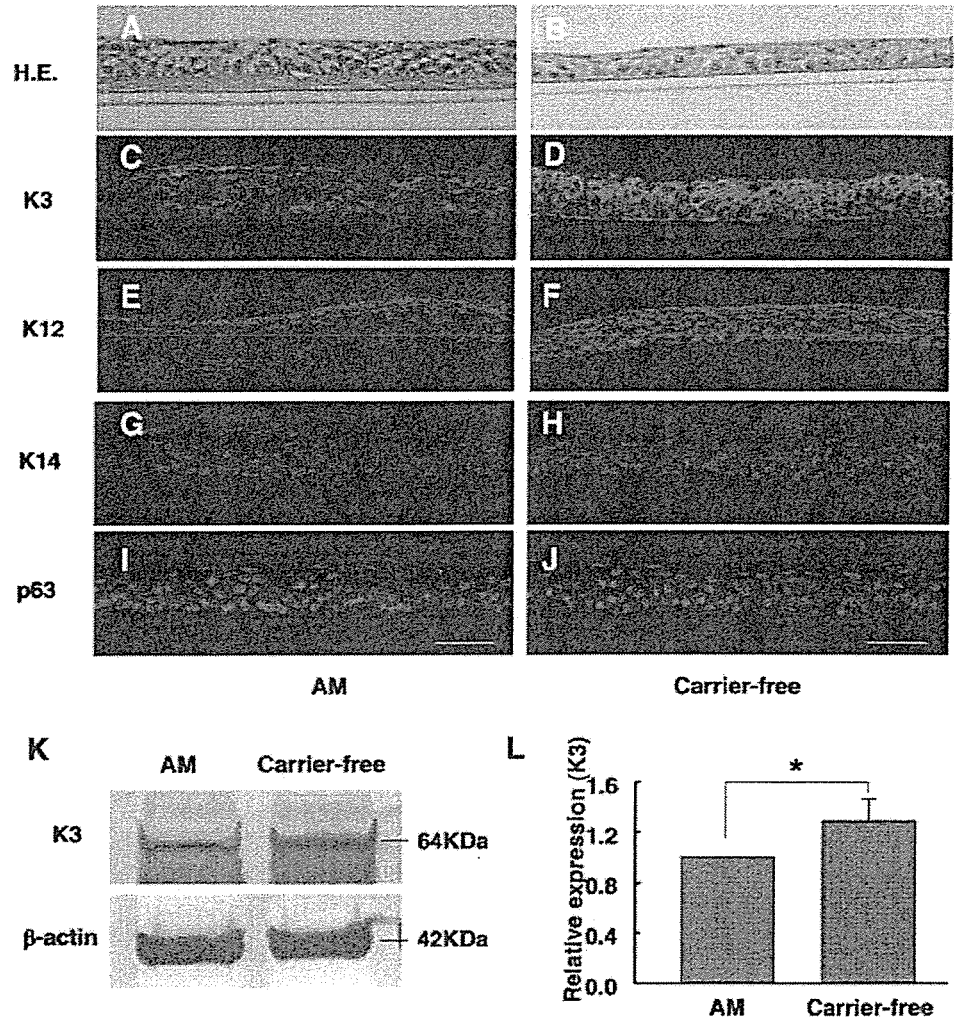 A
B
H.E.
C
D
K3
E
F
K12
G
H
K14
I
J
p63
AM
Carrier-free
K
AM
Carrier-free
K3
64KDa
β-actin
42KDa
L
Relative expression (K3)
1.6
1.2
0.8
0.4
0.0
*
AM
Carrier-free